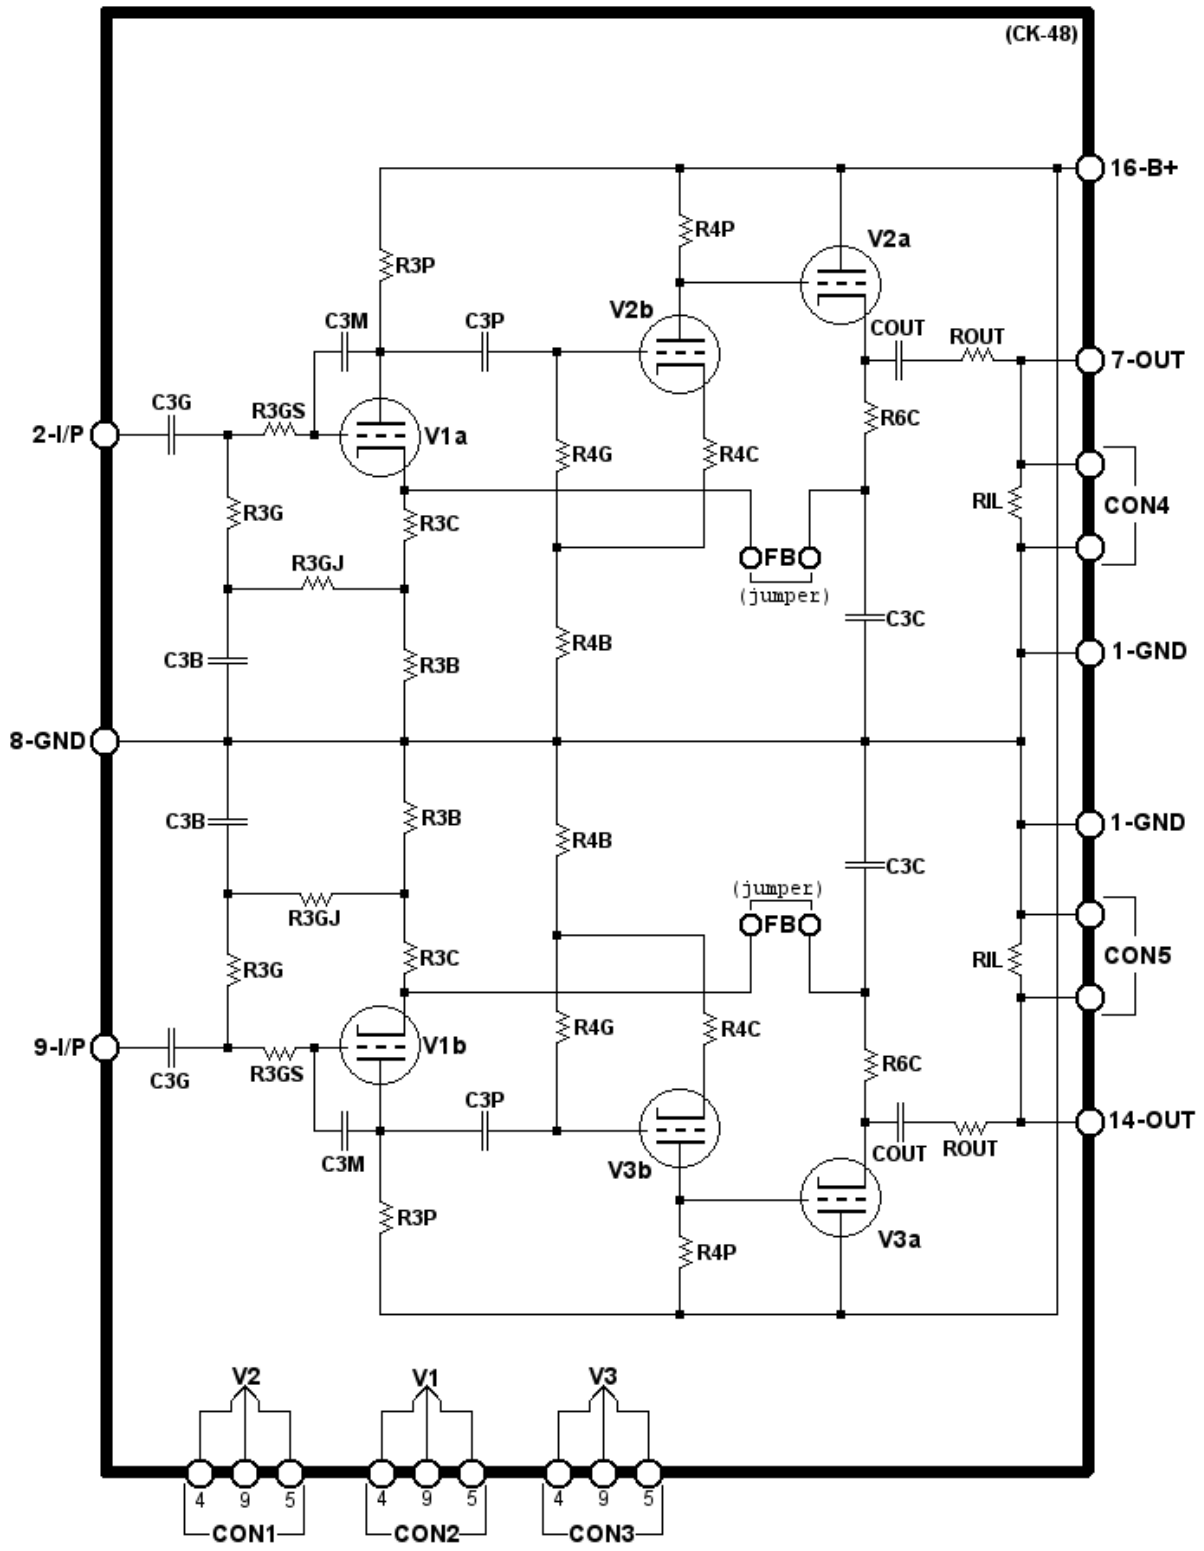 (CK-48)
16-B+
R4P
V2a
R3P
V2b
C3M
C3P
COUT
ROUT
7-OUT
C3G
R3GS
2-I/P
V1a
R6C
R4G
R4C
RIL
CON4
R3G
R3C
FB
R3GJ
(jumper)
C3C
R4B
C3B
R3B
1-GND
8-GND
C3B
R3B
1-GND
R4B
C3C
(jumper)
R3GJ
FB
R3C
RIL
CON5
R3G
R4G
R4C
9-I/P
V1b
R3GS
C3G
R6C
C3P
14-OUT
C3M
V3b
COUT
ROUT
R3P
V3a
R4P
V2
V1
V3
4 9 5
4 9 5
4 9 5
CON1
CON2
CON3